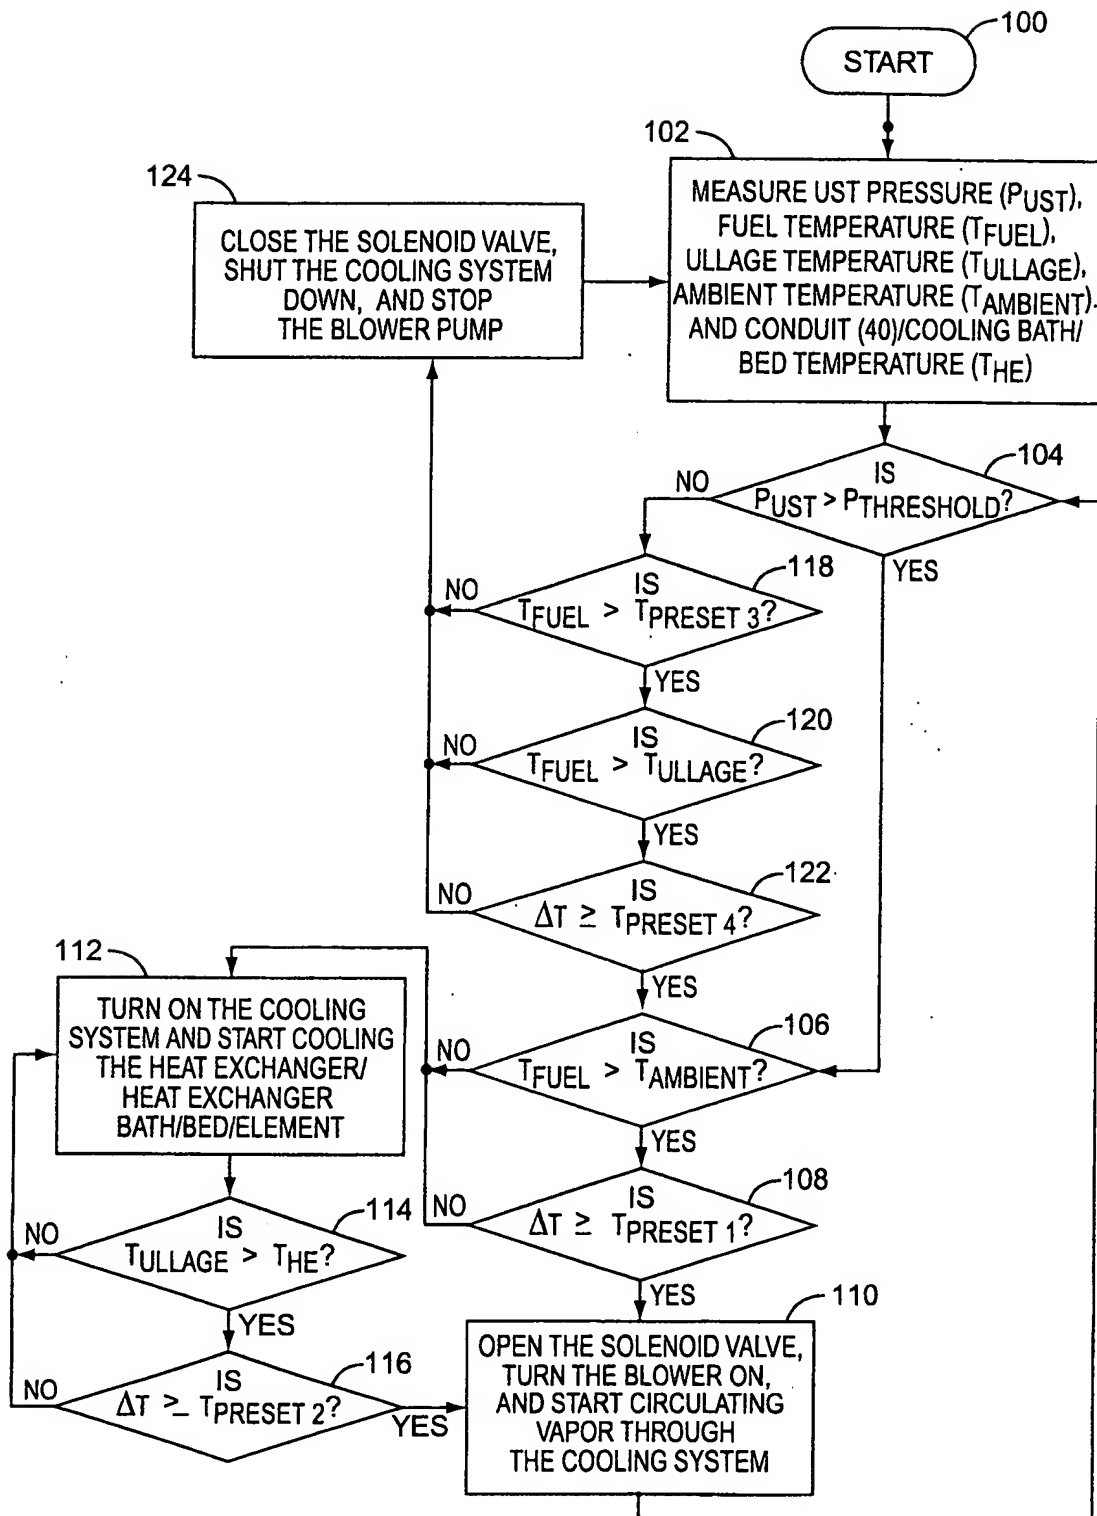 100
START
102
MEASURE UST PRESSURE (PUST),
FUEL TEMPERATURE (TFUEL),
ULLAGE TEMPERATURE (TULLAGE),
AMBIENT TEMPERATURE (TAMBIENT).
AND CONDUIT (40)/COOLING BATH/
BED TEMPERATURE (THE)
124
CLOSE THE SOLENOID VALVE,
SHUT THE COOLING SYSTEM
DOWN, AND STOP
THE BLOWER PUMP
104
IS
PUST > PTHRESHOLD?
NO
YES
118
IS
TFUEL > TPRESET 3?
NO
YES
120
IS
TFUEL > TULLAGE?
NO
YES
122
IS
ΔT ≥ TPRESET 4?
NO
YES
106
IS
TFUEL > TAMBIENT?
NO
YES
108
IS
ΔT ≥ TPRESET 1?
NO
YES
112
TURN ON THE COOLING
SYSTEM AND START COOLING
THE HEAT EXCHANGER/
HEAT EXCHANGER
BATH/BED/ELEMENT
114
IS
TULLAGE > THE?
NO
YES
116
IS
ΔT ≥ TPRESET 2?
NO
YES
110
OPEN THE SOLENOID VALVE,
TURN THE BLOWER ON,
AND START CIRCULATING
VAPOR THROUGH
THE COOLING SYSTEM